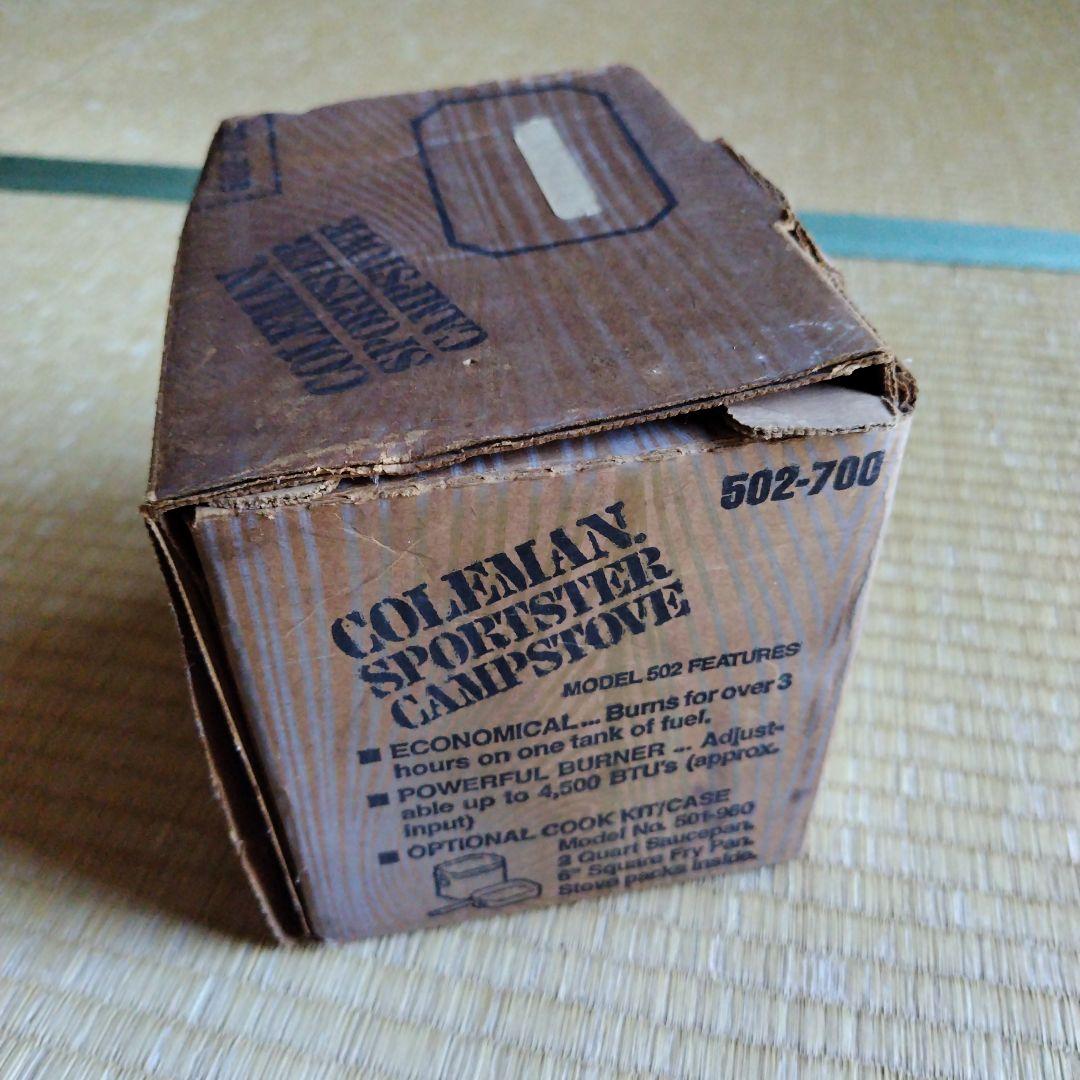 COLEMAN
SPORTSTER
CAMPSTOVE
502-700
COLEMAN.
SPORTSTER
CAMPSTOVE
MODEL 502 FEATURES
■ ECONOMICAL... Burns for over 3
hours on one tank of fuel.
■ POWERFUL BURNER ... Adjust-
able up to 4,500 BTU's (approx.
input)
■ OPTIONAL COOK KIT/CASE
Model No. 501-960
2 Quart Saucepan.
6" Square Fry Pan.
Stove packs inside.